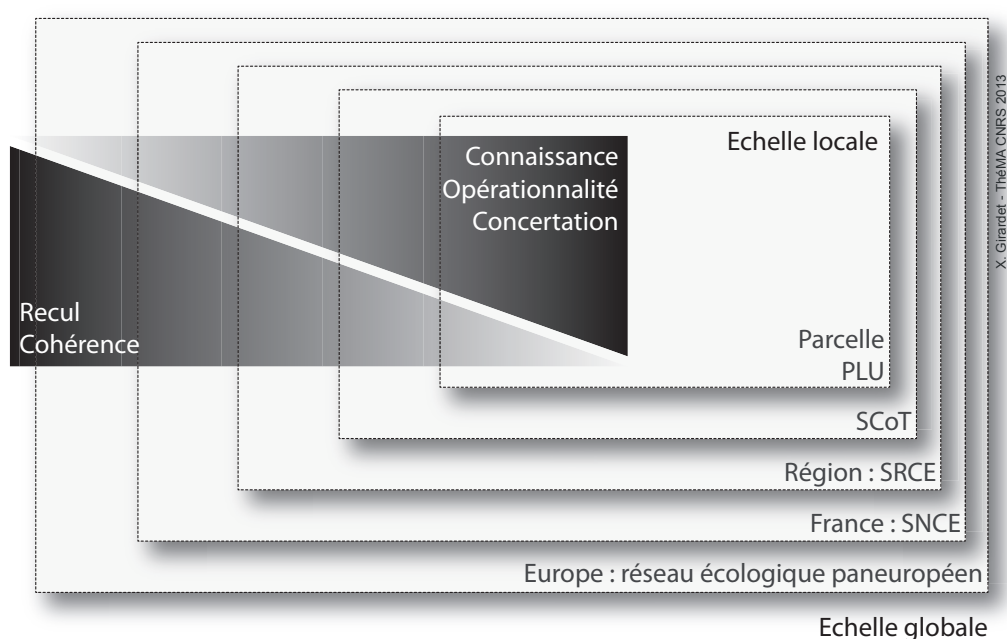 Echelle locale
Connaissance
Opérationnalité
Concertation
Recul
Cohérence
Parcelle
PLU
SCoT
Région : SRCE
France : SNCE
Europe : réseau écologique paneuropéen
Echelle globale
X. Girardet - ThéMA CNRS 2013